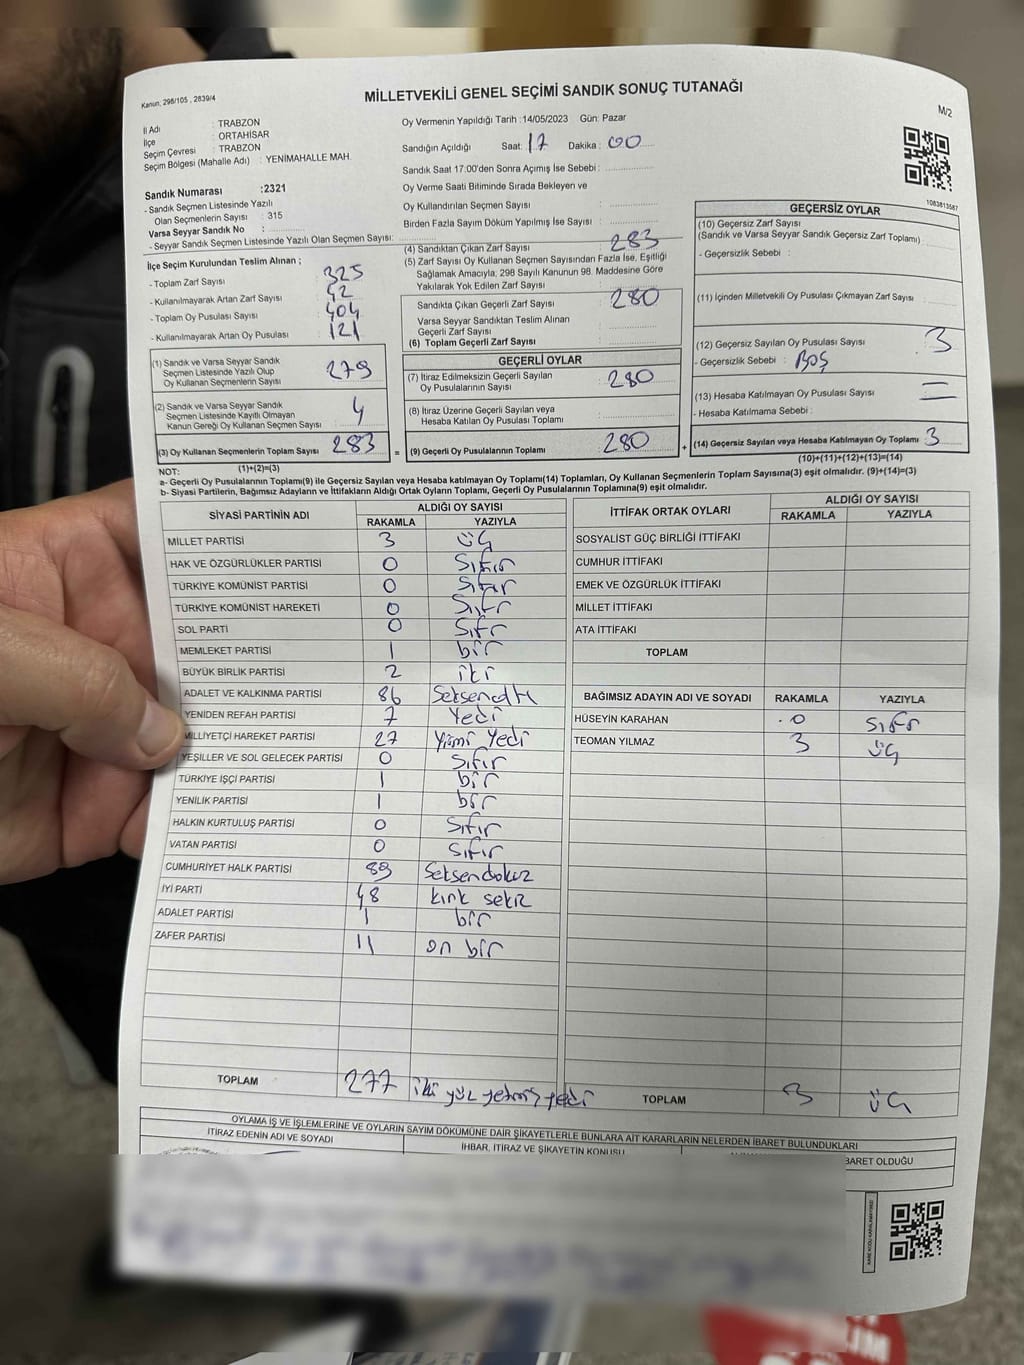 Kanun, 298/105 , 2839/4
MİLLETVEKİLİ GENEL SEÇİMİ SANDIK SONUÇ TUTANAĞI
M/2
İl Adı : TRABZON
İlçe : ORTAHİSAR
Seçim Çevresi : TRABZON
Seçim Bölgesi (Mahalle Adı) : YENİMAHALLE MAH.
Sandık Numarası :2321
- Sandık Seçmen Listesinde Yazılı
Olan Seçmenlerin Sayısı : 315
Varsa Seyyar Sandık No :
- Seyyar Sandık Seçmen Listesinde Yazılı Olan Seçmen Sayısı:
İlçe Seçim Kurulundan Teslim Alınan ;
- Toplam Zarf Sayısı : 325
- Kullanılmayarak Artan Zarf Sayısı : 42
- Toplam Oy Pusulası Sayısı : 404
- Kullanılmayarak Artan Oy Pusulası : 121
(1) Sandık ve Varsa Seyyar Sandık
Seçmen Listesinde Yazılı Olup
Oy Kullanan Seçmenlerin Sayısı : 279
(2) Sandık ve Varsa Seyyar Sandık
Seçmen Listesinde Kayıtlı Olmayan
Kanun Gereği Oy Kullanan Seçmen Sayısı : 4
(3) Oy Kullanan Seçmenlerin Toplam Sayısı : 283
(1)+(2)=(3)
Oy Vermenin Yapıldığı Tarih :14/05/2023 Gün: Pazar
Sandığın Açıldığı Saat: 17 Dakika : 00
Sandık Saat 17:00'den Sonra Açımış İse Sebebi :
Oy Verme Saati Bitiminde Sırada Bekleyen ve
Oy Kullandırılan Seçmen Sayısı :
Birden Fazla Sayım Döküm Yapılmış İse Sayısı :
(4) Sandıktan Çıkan Zarf Sayısı : 283
(5) Zarf Sayısı Oy Kullanan Seçmen Sayısından Fazla İse, Eşitliği
Sağlamak Amacıyla; 298 Sayılı Kanunun 98. Maddesine Göre
Yakılarak Yok Edilen Zarf Sayısı :
Sandıkta Çıkan Geçerli Zarf Sayısı : 280
Varsa Seyyar Sandıktan Teslim Alınan
Geçerli Zarf Sayısı :
(6) Toplam Geçerli Zarf Sayısı :
GEÇERLİ OYLAR
(7) İtiraz Edilmeksizin Geçerli Sayılan
Oy Pusulalarının Sayısı : 280
(8) İtiraz Üzerine Geçerli Sayılan veya
Hesaba Katılan Oy Pusulası Toplamı :
= (9) Geçerli Oy Pusulalarının Toplamı : 280 +
1083813587
GEÇERSİZ OYLAR
(10) Geçersiz Zarf Sayısı
(Sandık ve Varsa Seyyar Sandık Geçersiz Zarf Toplamı)
- Geçersizlik Sebebi :
(11) İçinden Milletvekili Oy Pusulası Çıkmayan Zarf Sayısı :
(12) Geçersiz Sayılan Oy Pusulası Sayısı : 3
- Geçersizlik Sebebi : BOŞ
(13) Hesaba Katılmayan Oy Pusulası Sayısı :
- Hesaba Katılmama Sebebi :
(14) Geçersiz Sayılan veya Hesaba Katılmayan Oy Toplamı : 3
(10)+(11)+(12)+(13)=(14)
NOT:
a- Geçerli Oy Pusulalarının Toplamı(9) ile Geçersiz Sayılan veya Hesaba katılmayan Oy Toplamı(14) Toplamları, Oy Kullanan Seçmenlerin Toplam Sayısına(3) eşit olmalıdır. (9)+(14)=(3)
b- Siyasi Partilerin, Bağımsız Adayların ve İttifakların Aldığı Ortak Oyların Toplamı, Geçerli Oy Pusulalarının Toplamına(9) eşit olmalıdır.
SİYASİ PARTİNİN ADI ALDIĞI OY SAYISI
RAKAMLA YAZIYLA
MİLLET PARTİSİ 3 üç
HAK VE ÖZGÜRLÜKLER PARTİSİ 0 Sıfır
TÜRKİYE KOMÜNİST PARTİSİ 0 Sıfır
TÜRKİYE KOMÜNİST HAREKETİ 0 Sıfır
SOL PARTİ 0 Sıfır
MEMLEKET PARTİSİ 1 bir
BÜYÜK BİRLİK PARTİSİ 2 iki
ADALET VE KALKINMA PARTİSİ 86 Seksenaltı
YENİDEN REFAH PARTİSİ 7 Yedi
MİLLİYETÇİ HAREKET PARTİSİ 27 Yirmi Yedi
YEŞİLLER VE SOL GELECEK PARTİSİ 0 Sıfır
TÜRKİYE İŞÇİ PARTİSİ 1 bir
YENİLİK PARTİSİ 1 bir
HALKIN KURTULUŞ PARTİSİ 0 Sıfır
VATAN PARTİSİ 0 Sıfır
CUMHURİYET HALK PARTİSİ 89 Seksendokuz
İYİ PARTİ 48 kırk sekiz
ADALET PARTİSİ 1 bir
ZAFER PARTİSİ 11 on bir
TOPLAM 277 iki yüz yetmiş yedi
İTTİFAK ORTAK OYLARI ALDIĞI OY SAYISI
RAKAMLA YAZIYLA
SOSYALİST GÜÇ BİRLİĞİ İTTİFAKI
CUMHUR İTTİFAKI
EMEK VE ÖZGÜRLÜK İTTİFAKI
MİLLET İTTİFAKI
ATA İTTİFAKI
TOPLAM
BAĞIMSIZ ADAYIN ADI VE SOYADI RAKAMLA YAZIYLA
HÜSEYİN KARAHAN 0 Sıfır
TEOMAN YILMAZ 3 üç
TOPLAM 3 üç
OYLAMA İŞ VE İŞLEMLERİNE VE OYLARIN SAYIM DÖKÜMÜNE DAİR ŞİKAYETLERLE BUNLARA AİT KARARLARIN NELERDEN İBARET BULUNDUKLARI
İTİRAZ EDENİN ADI VE SOYADI
İHBAR, İTİRAZ VE ŞİKAYETİN KONUSU
BARET OLDUĞU